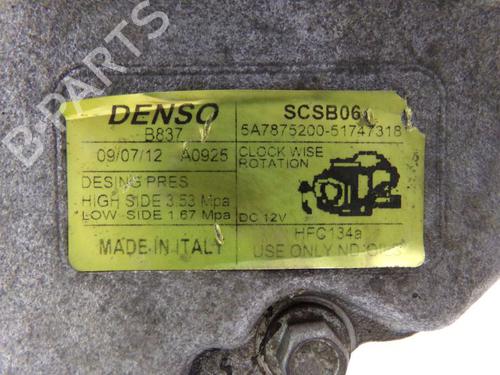 B-PARTS
DENSO
B837
SCSB06
5A7875200-51747318
09/07/12 A0925
CLOCK WISE
ROTATION
DESING PRES
HIGH SIDE 3.53 Mpa
LOW SIDE 1.67 Mpa
DC 12V
HFC134a
MADE IN ITALY
USE ONLY ND-OIL8